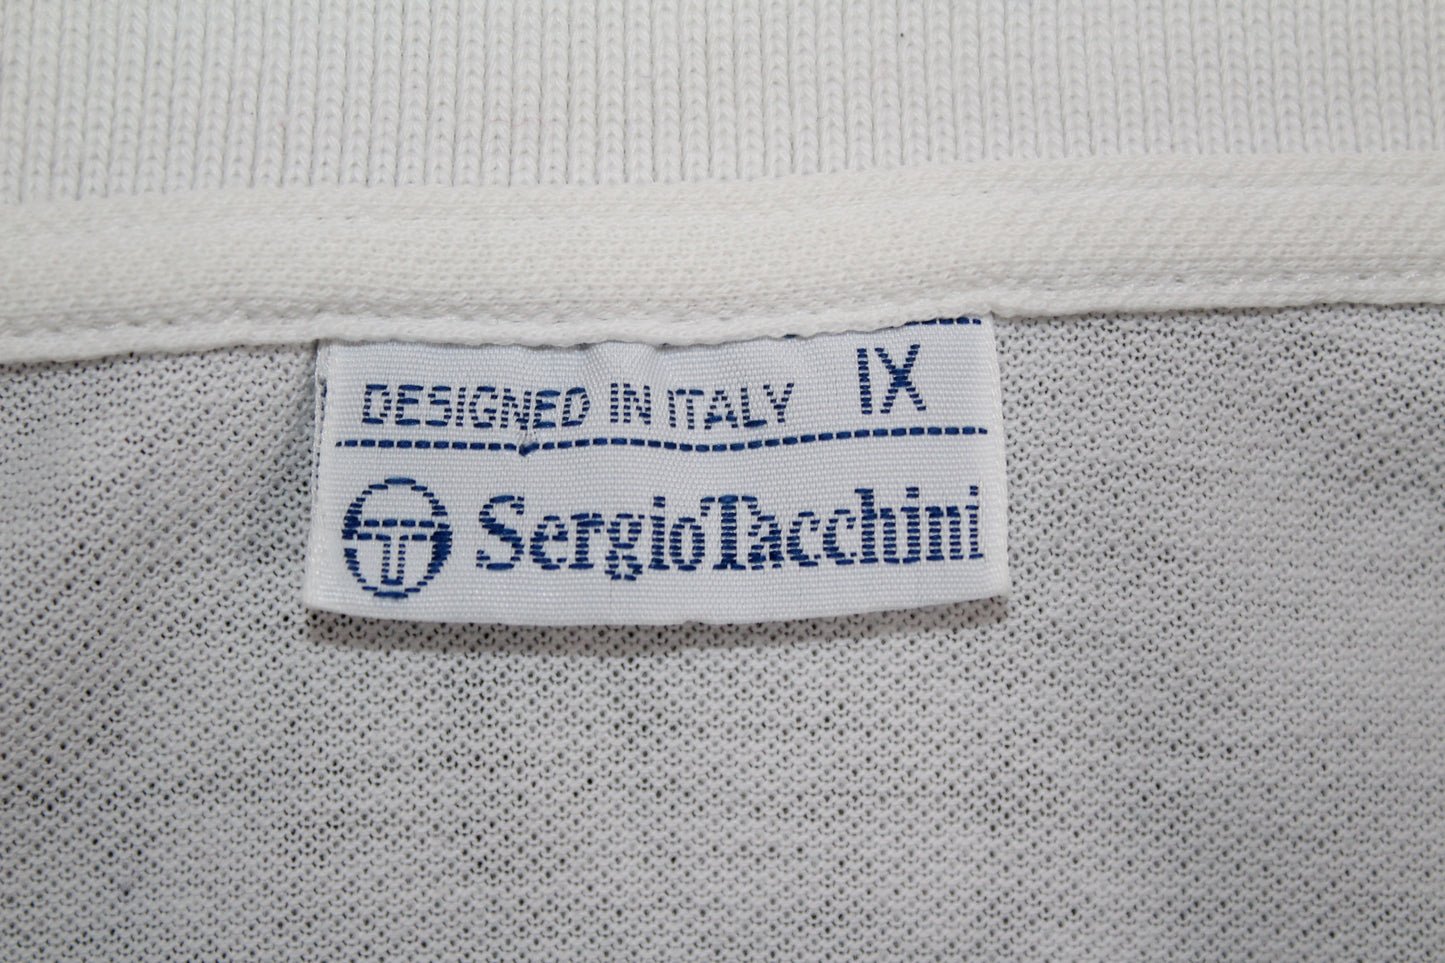 DESIGNED IN ITALY IX
SergioTacchini